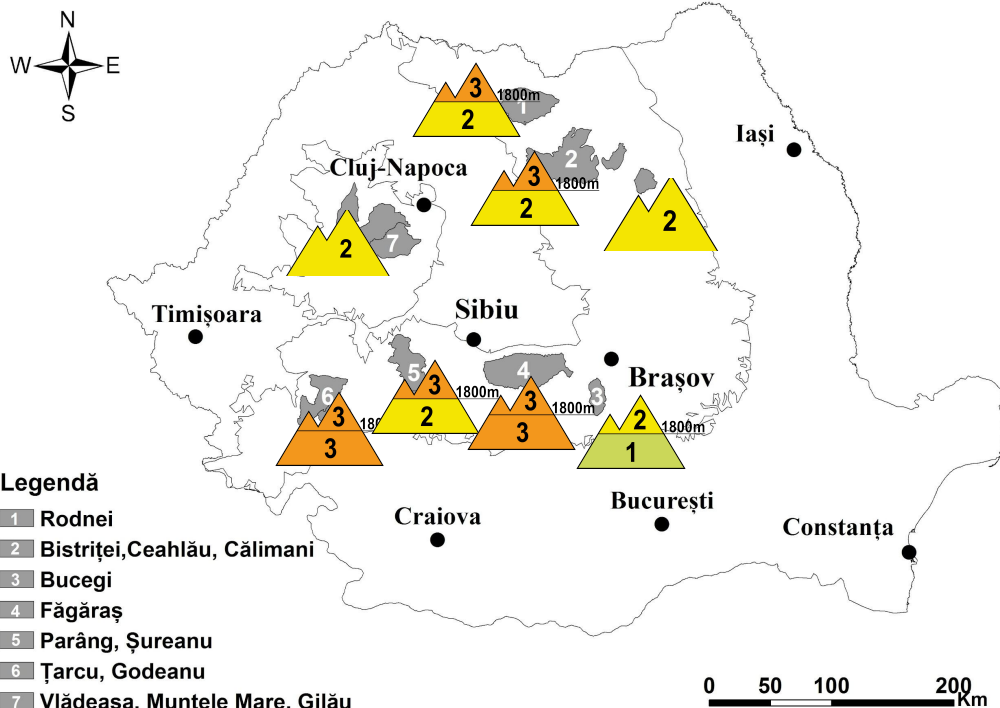 N
W E
S
3
1800m
1
2
Iași
2
Cluj-Napoca
3
1800m
2
2
2
7
Timișoara
Sibiu
5
4
3
1800m
Brașov
6
3
3
3
1800m
2
2
1800m
3
3
1
Legendă
1 Rodnei
2 Bistriței,Ceahlău, Călimani
3 Bucegi
4 Făgăraș
5 Parâng, Șureanu
6 Țarcu, Godeanu
7 Vlădeasa, Muntele Mare, Gilău
Craiova
București
Constanța
0 50 100 200
Km